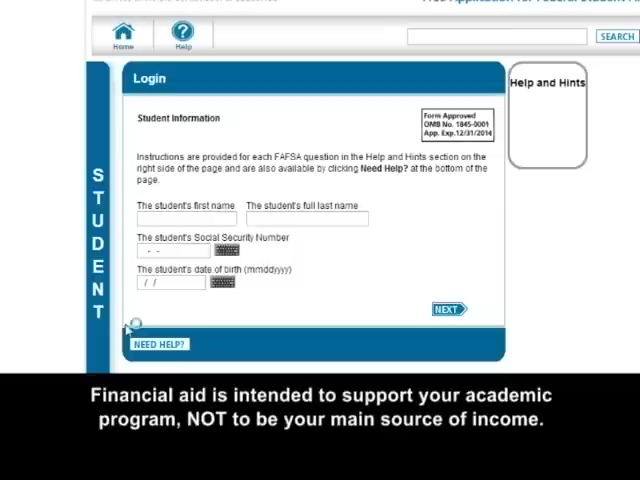 Home
Help
SEARCH
Login
Help and Hints
Student Information
Form Approved
OMB No. 1845-0001
App. Exp.12/31/2014
Instructions are provided for each FAFSA question in the Help and Hints section on the
right side of the page and are also available by clicking Need Help? at the bottom of the
page.
STUDENT
The student's first name The student's full last name
The student's Social Security Number
- -
The student's date of birth (mmddyyyy)
/ /
NEXT
NEED HELP?
Financial aid is intended to support your academic
program, NOT to be your main source of income.